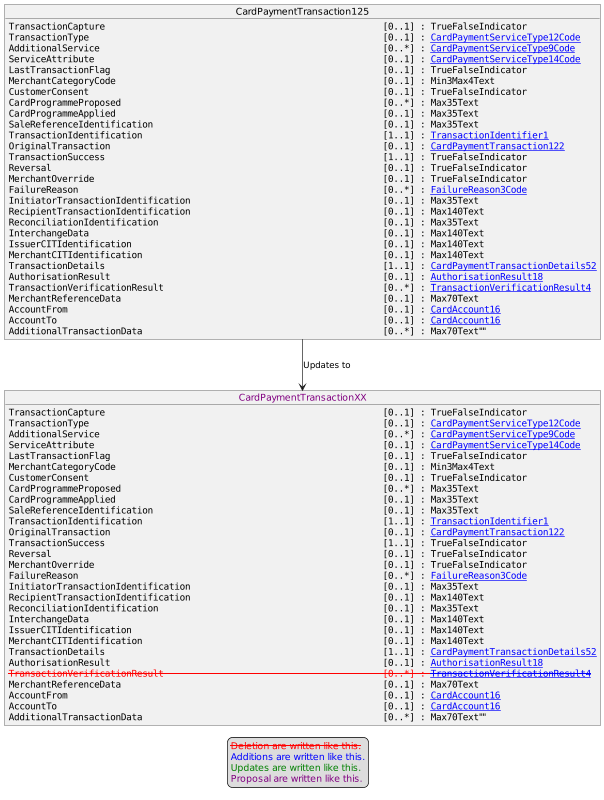 CardPaymentTransaction125
TransactionCapture [0..1] : TrueFalseIndicator
TransactionType [0..1] : CardPaymentServiceType12Code
AdditionalService [0..*] : CardPaymentServiceType9Code
ServiceAttribute [0..1] : CardPaymentServiceType14Code
LastTransactionFlag [0..1] : TrueFalseIndicator
MerchantCategoryCode [0..1] : Min3Max4Text
CustomerConsent [0..1] : TrueFalseIndicator
CardProgrammeProposed [0..*] : Max35Text
CardProgrammeApplied [0..1] : Max35Text
SaleReferenceIdentification [0..1] : Max35Text
TransactionIdentification [1..1] : TransactionIdentifier1
OriginalTransaction [0..1] : CardPaymentTransaction122
TransactionSuccess [1..1] : TrueFalseIndicator
Reversal [0..1] : TrueFalseIndicator
MerchantOverride [0..1] : TrueFalseIndicator
FailureReason [0..*] : FailureReason3Code
InitiatorTransactionIdentification [0..1] : Max35Text
RecipientTransactionIdentification [0..1] : Max140Text
ReconciliationIdentification [0..1] : Max35Text
InterchangeData [0..1] : Max140Text
IssuerCITIdentification [0..1] : Max140Text
MerchantCITIdentification [0..1] : Max140Text
TransactionDetails [1..1] : CardPaymentTransactionDetails52
AuthorisationResult [0..1] : AuthorisationResult18
TransactionVerificationResult [0..*] : TransactionVerificationResult4
MerchantReferenceData [0..1] : Max70Text
AccountFrom [0..1] : CardAccount16
AccountTo [0..1] : CardAccount16
AdditionalTransactionData [0..*] : Max70Text""
Updates to
CardPaymentTransactionXX
TransactionCapture [0..1] : TrueFalseIndicator
TransactionType [0..1] : CardPaymentServiceType12Code
AdditionalService [0..*] : CardPaymentServiceType9Code
ServiceAttribute [0..1] : CardPaymentServiceType14Code
LastTransactionFlag [0..1] : TrueFalseIndicator
MerchantCategoryCode [0..1] : Min3Max4Text
CustomerConsent [0..1] : TrueFalseIndicator
CardProgrammeProposed [0..*] : Max35Text
CardProgrammeApplied [0..1] : Max35Text
SaleReferenceIdentification [0..1] : Max35Text
TransactionIdentification [1..1] : TransactionIdentifier1
OriginalTransaction [0..1] : CardPaymentTransaction122
TransactionSuccess [1..1] : TrueFalseIndicator
Reversal [0..1] : TrueFalseIndicator
MerchantOverride [0..1] : TrueFalseIndicator
FailureReason [0..*] : FailureReason3Code
InitiatorTransactionIdentification [0..1] : Max35Text
RecipientTransactionIdentification [0..1] : Max140Text
ReconciliationIdentification [0..1] : Max35Text
InterchangeData [0..1] : Max140Text
IssuerCITIdentification [0..1] : Max140Text
MerchantCITIdentification [0..1] : Max140Text
TransactionDetails [1..1] : CardPaymentTransactionDetails52
AuthorisationResult [0..1] : AuthorisationResult18
TransactionVerificationResult [0..*] : TransactionVerificationResult4
MerchantReferenceData [0..1] : Max70Text
AccountFrom [0..1] : CardAccount16
AccountTo [0..1] : CardAccount16
AdditionalTransactionData [0..*] : Max70Text""
Deletion are written like this.
Additions are written like this.
Updates are written like this.
Proposal are written like this.